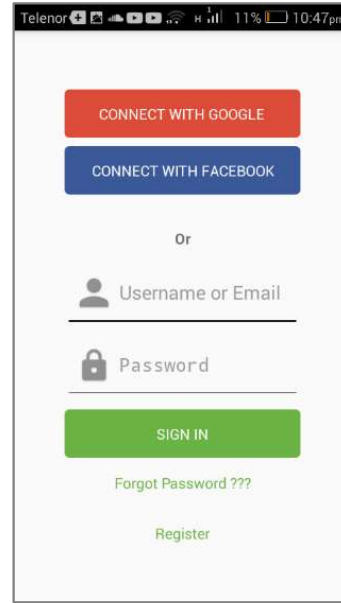 Telenor H 1 11% 10:47pm
CONNECT WITH GOOGLE
CONNECT WITH FACEBOOK
Or
Username or Email
Password
SIGN IN
Forgot Password ???
Register